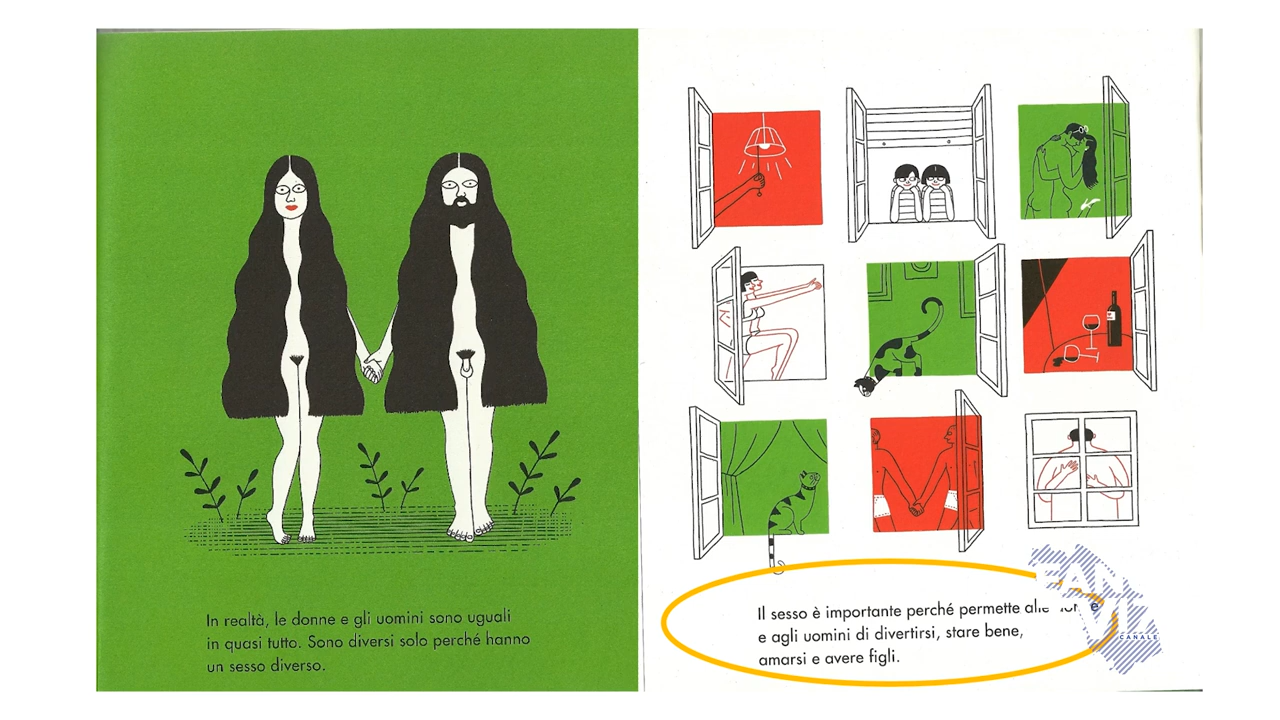 In realtà, le donne e gli uomini sono uguali
in quasi tutto. Sono diversi solo perché hanno
un sesso diverso.
Il sesso è importante perché permette alle
e agli uomini di divertirsi, stare bene,
amarsi e avere figli.
CANALE